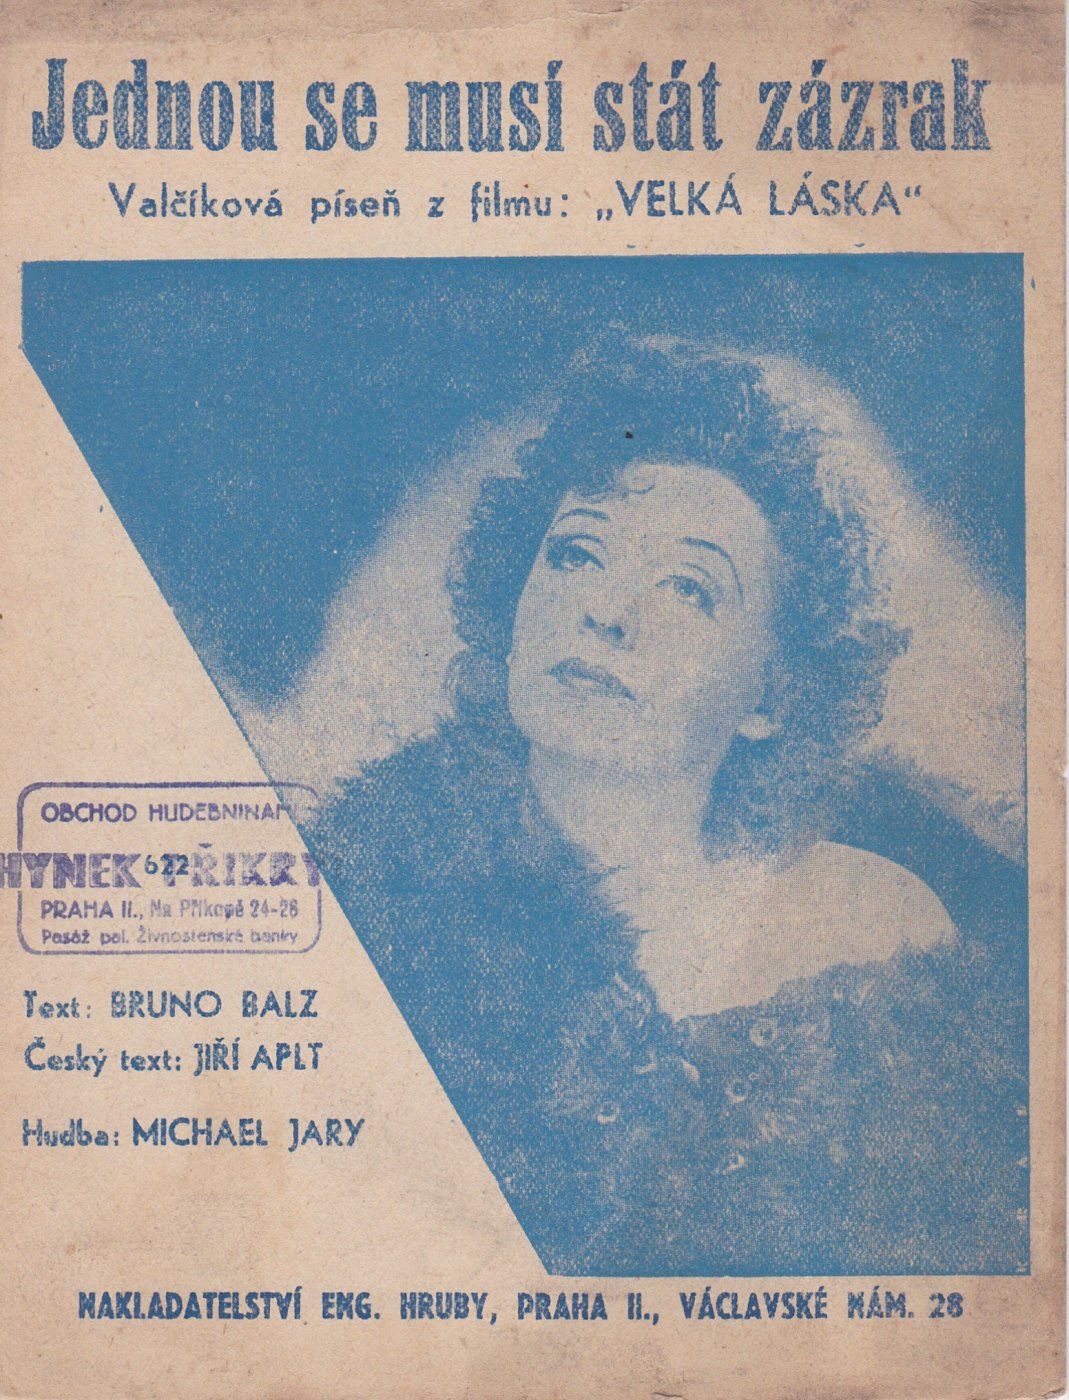 Jednou se musí stát zázrak
Valčíková píseň z filmu: „VELKÁ LÁSKA“
OBCHOD HUDEBNINAMI
HYNEK 622 PŘIKRY
PRAHA II., Na Příkopě 24-26
Pasáž pal. Živnostenské banky
Text: BRUNO BALZ
Český text: JIŘÍ APLT
Hudba: MICHAEL JARY
NAKLADATELSTVÍ ENG. HRUBY, PRAHA II., VÁCLAVSKÉ NÁM. 28